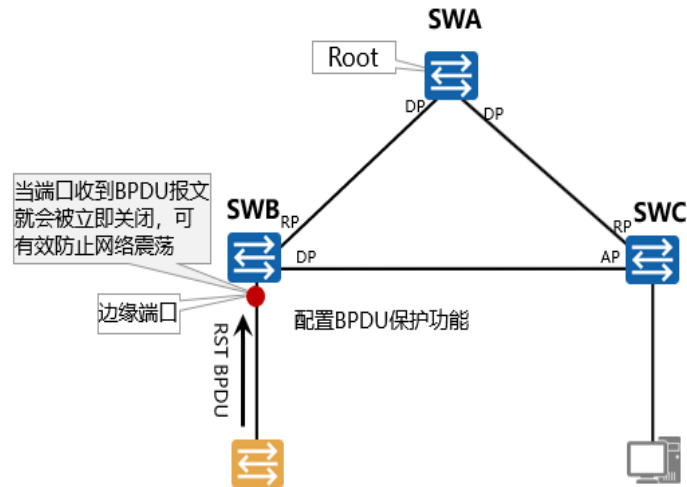 SWA
Root
DP
DP
当端口收到BPDU报文
就会被立即关闭，可
有效防止网络震荡
SWB
RP
RP
SWC
DP
AP
边缘端口
配置BPDU保护功能
RST BPDU